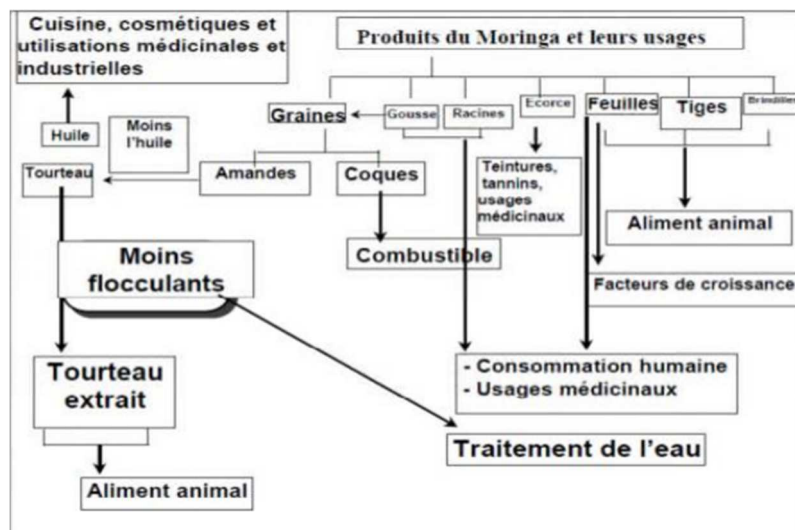 Cuisine, cosmétiques et
utilisations médicinales et
industrielles
Produits du Moringa et leurs usages
Graines
Gousse
Racines
Ecorce
Feuilles
Tiges
Brindilles
Huile
Moins
l'huile
Tourteau
Amandes
Coques
Teintures,
tannins,
usages
médicinaux
Aliment animal
Moins
flocculants
Combustible
Facteurs de croissance
Tourteau
extrait
- Consommation humaine
- Usages médicinaux
Traitement de l'eau
Aliment animal